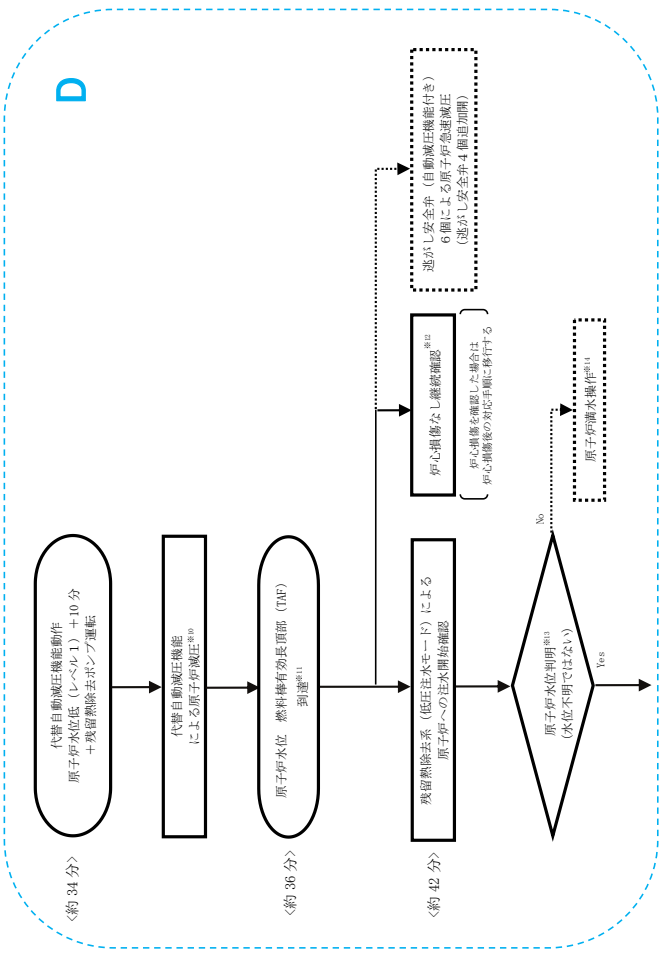 D
<約 34 分>
代替自動減圧機能動作
原子炉水位低（レベル１）＋10 分
＋残留熱除去ポンプ運転
代替自動減圧機能
による原子炉減圧※10
<約 36 分>
原子炉水位　燃料棒有効長頂部（TAF）
到達※11
<約 42 分>
残留熱除去系（低圧注水モード）による
原子炉への注水開始確認
炉心損傷なし継続確認※12
炉心損傷を確認した場合は
炉心損傷後の対応手順に移行する
逃がし安全弁（自動減圧機能付き）
６個による原子炉急速減圧
（逃がし安全弁４個追加開）
原子炉水位判明※13
（水位不明ではない）
No
Yes
原子炉満水操作※14